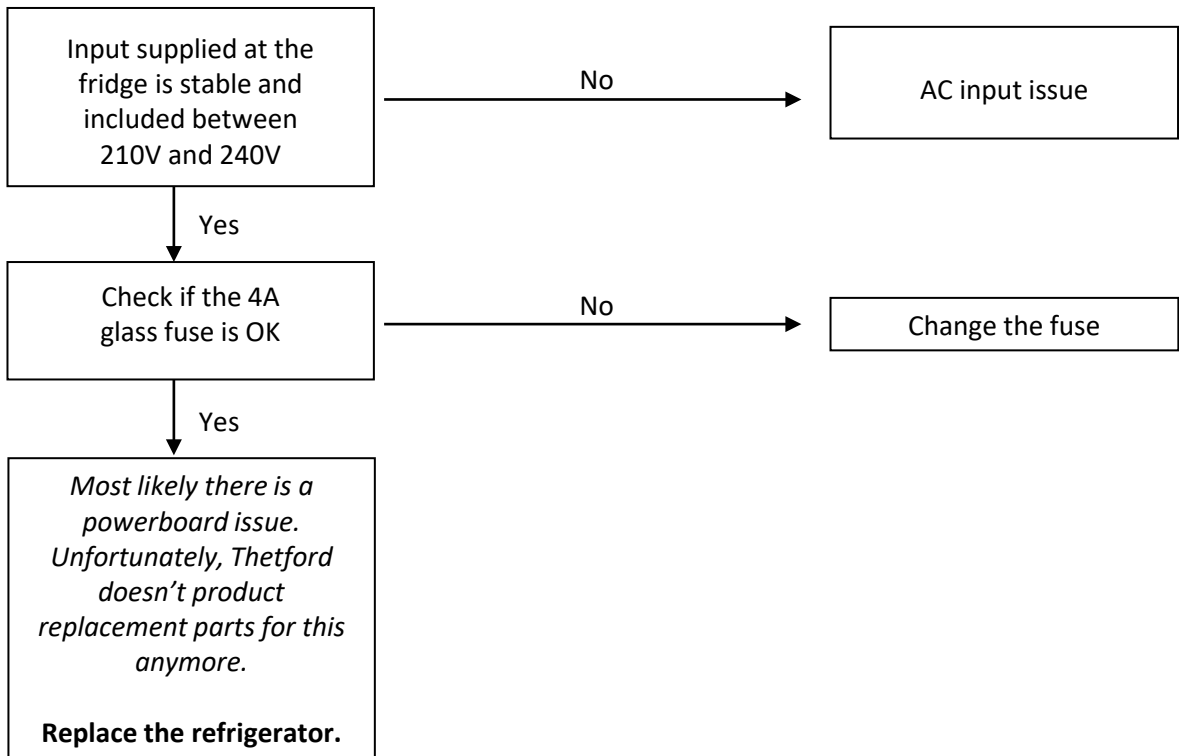 Input supplied at the
fridge is stable and
included between
210V and 240V
No
AC input issue
Yes
Check if the 4A
glass fuse is OK
No
Change the fuse
Yes
Most likely there is a
powerboard issue.
Unfortunately, Thetford
doesn’t product
replacement parts for this
anymore.
Replace the refrigerator.